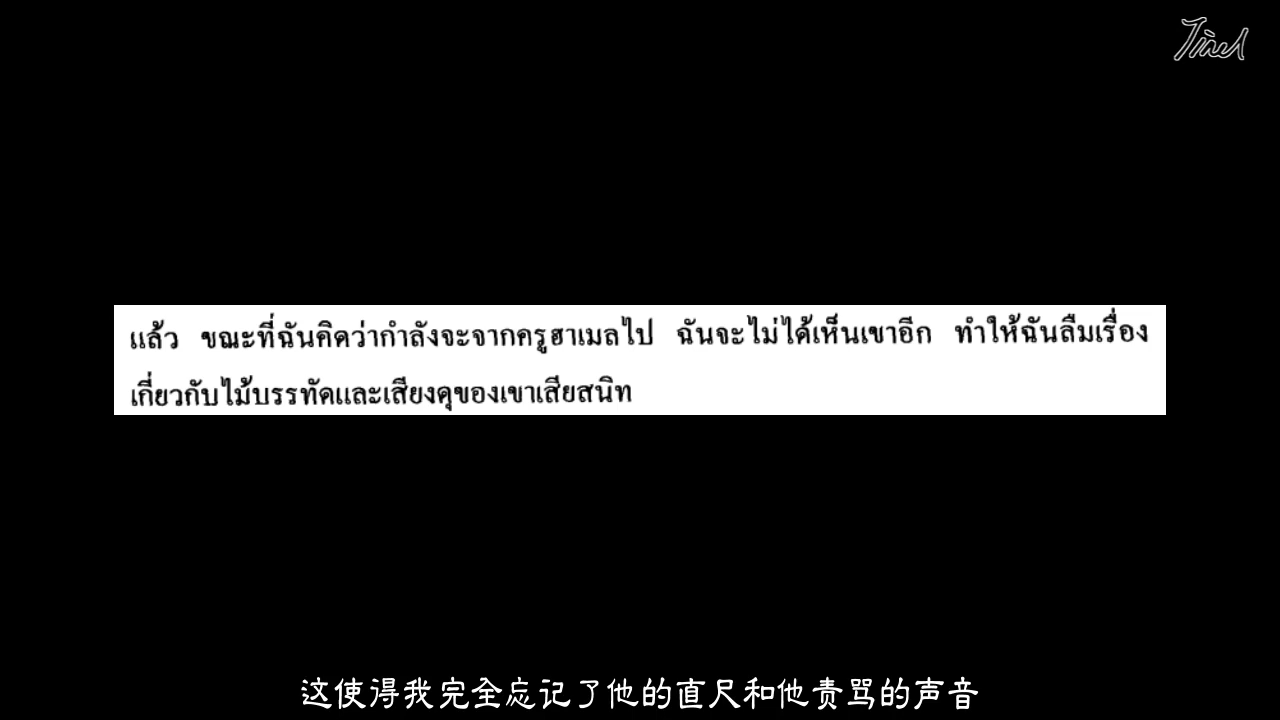 แล้ว ขณะที่ฉันคิดว่ากำลังจะจากครูฮาเมลไป ฉันจะไม่ได้เห็นเขาอีก ทำให้ฉันลืมเรื่อง
เกี่ยวกับไม้บรรทัดและเสียงดุของเขาเสียสนิท
这使得我完全忘记了他的直尺和他责骂的声音